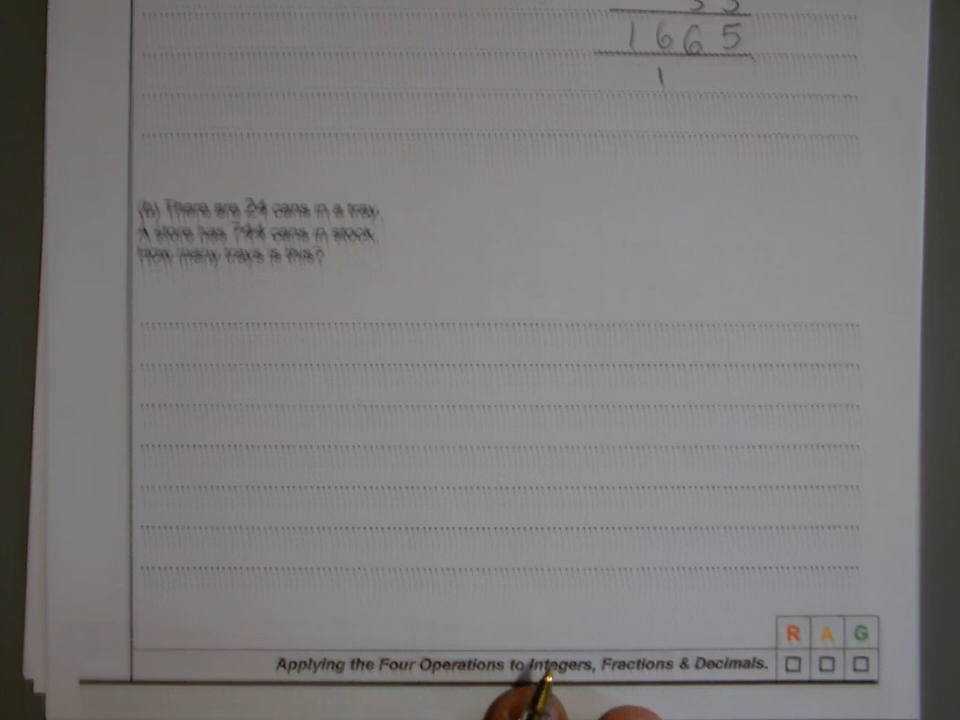 1665
1
(b) There are 24 cans in a tray.
A store has 744 cans in stock.
How many trays is this?
R A G
Applying the Four Operations to Integers, Fractions & Decimals.